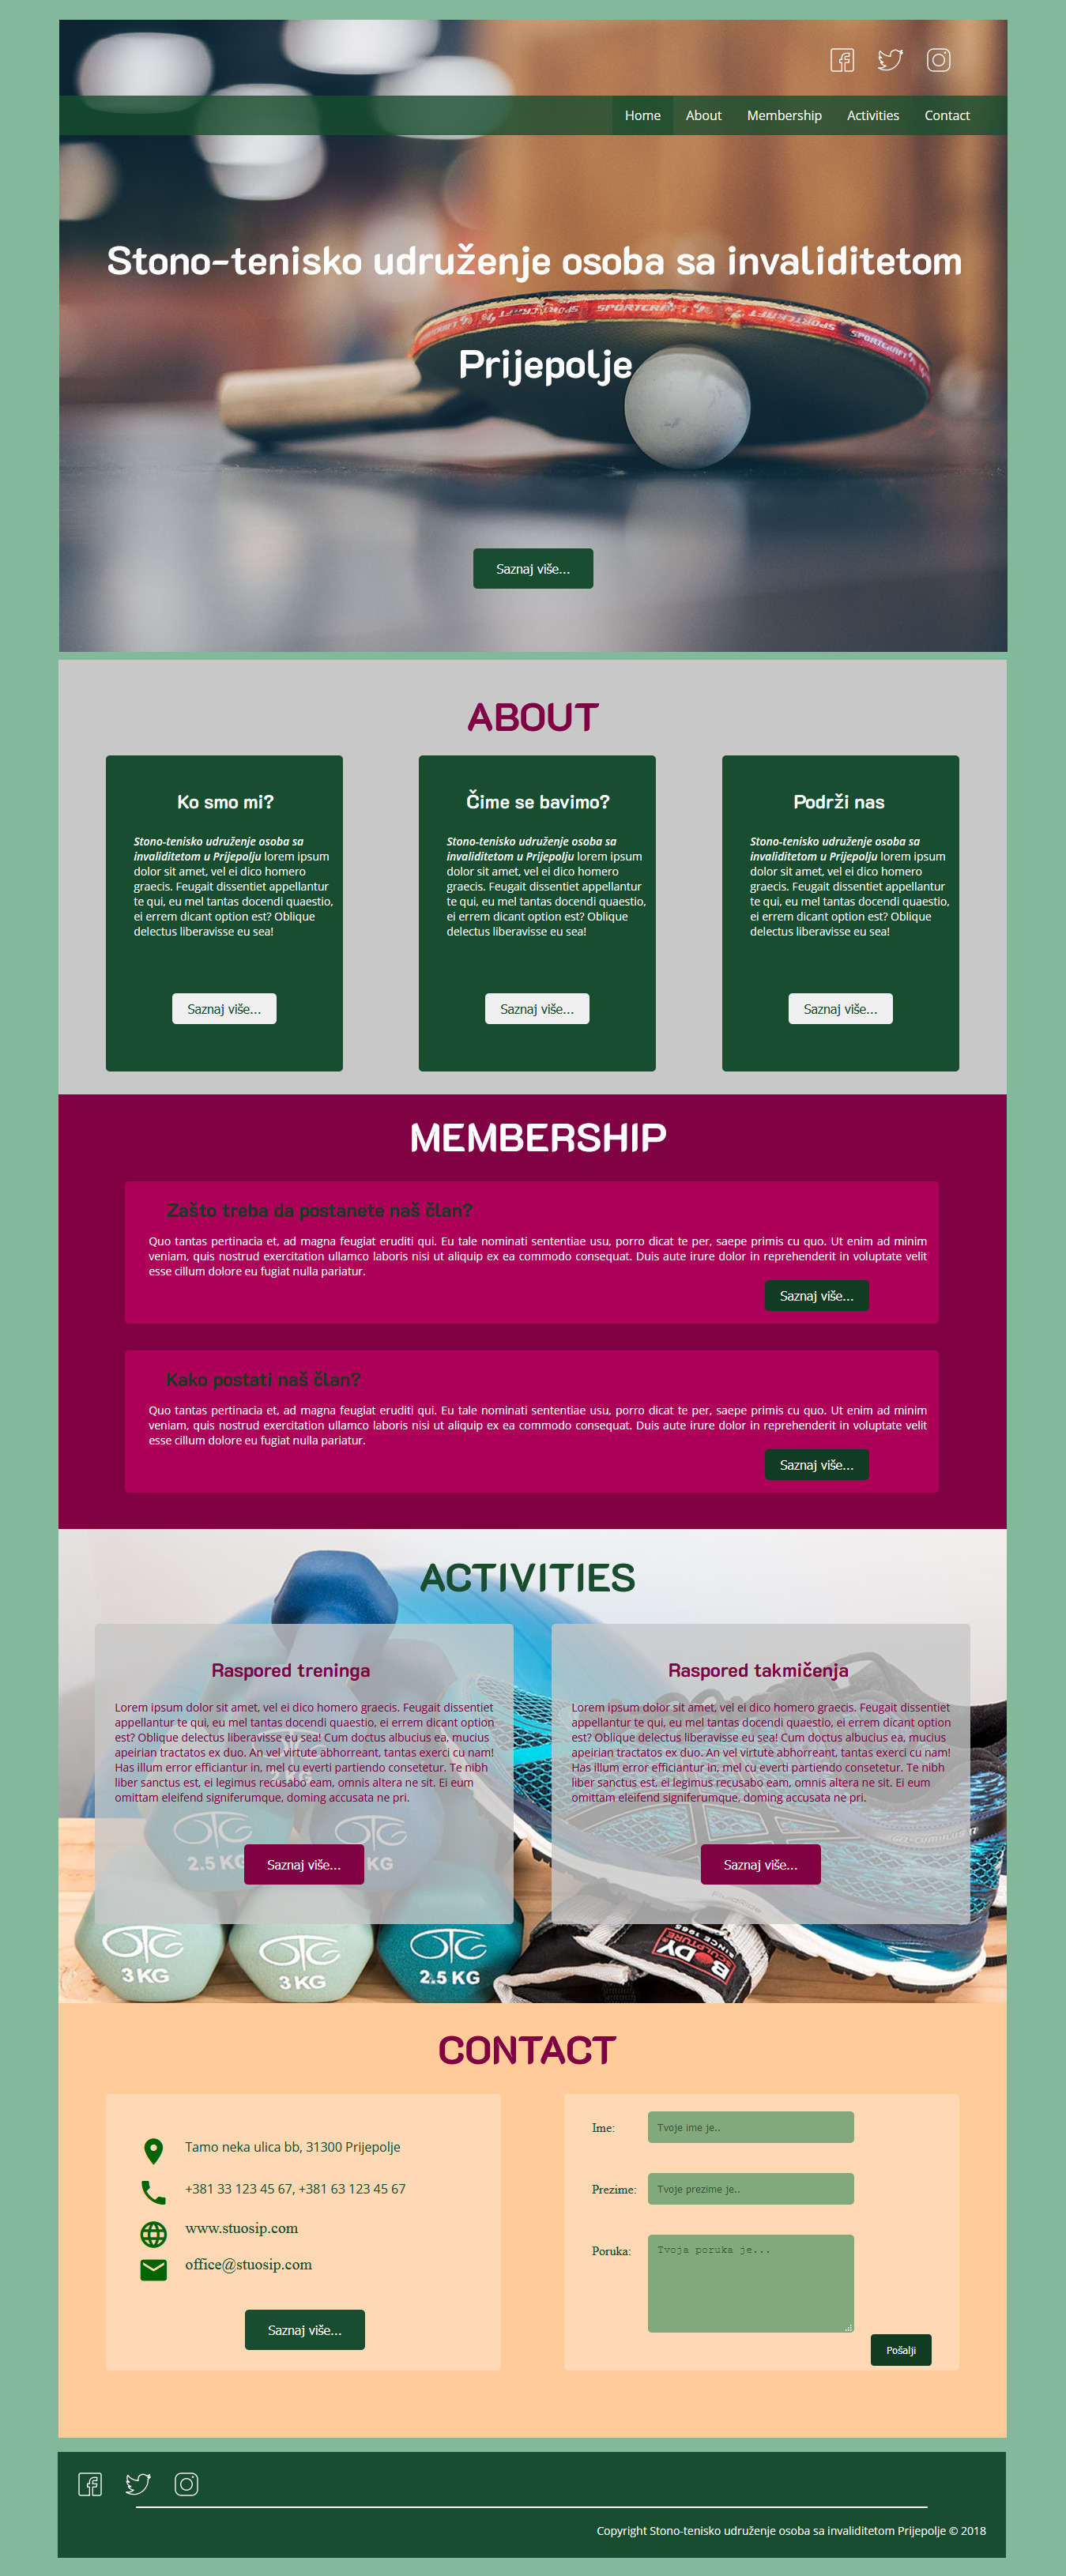 Home About Membership Activities Contact
Stono-tenisko udruženje osoba sa invaliditetom
SPORTCRAFT
SPORTCRAFT
Prijepolje
Saznaj više...
ABOUT
Ko smo mi?
Stono-tenisko udruženje osoba sa
invaliditetom u Prijepolju lorem ipsum
dolor sit amet, vel ei dico homero
graecis. Feugait dissentiet appellantur
te qui, eu mel tantas docendi quaestio,
ei errem dicant option est? Oblique
delectus liberavisse eu sea!
Saznaj više...
Čime se bavimo?
Stono-tenisko udruženje osoba sa
invaliditetom u Prijepolju lorem ipsum
dolor sit amet, vel ei dico homero
graecis. Feugait dissentiet appellantur
te qui, eu mel tantas docendi quaestio,
ei errem dicant option est? Oblique
delectus liberavisse eu sea!
Saznaj više...
Podrži nas
Stono-tenisko udruženje osoba sa
invaliditetom u Prijepolju lorem ipsum
dolor sit amet, vel ei dico homero
graecis. Feugait dissentiet appellantur
te qui, eu mel tantas docendi quaestio,
ei errem dicant option est? Oblique
delectus liberavisse eu sea!
Saznaj više...
MEMBERSHIP
Zašto treba da postanete naš član?
Quo tantas pertinacia et, ad magna feugiat eruditi qui. Eu tale nominati sententiae usu, porro dicat te per, saepe primis cu quo. Ut enim ad minim
veniam, quis nostrud exercitation ullamco laboris nisi ut aliquip ex ea commodo consequat. Duis aute irure dolor in reprehenderit in voluptate velit
esse cillum dolore eu fugiat nulla pariatur.
Saznaj više...
Kako postati naš član?
Quo tantas pertinacia et, ad magna feugiat eruditi qui. Eu tale nominati sententiae usu, porro dicat te per, saepe primis cu quo. Ut enim ad minim
veniam, quis nostrud exercitation ullamco laboris nisi ut aliquip ex ea commodo consequat. Duis aute irure dolor in reprehenderit in voluptate velit
esse cillum dolore eu fugiat nulla pariatur.
Saznaj više...
ACTIVITIES
Raspored treninga
Lorem ipsum dolor sit amet, vel ei dico homero graecis. Feugait dissentiet
appellantur te qui, eu mel tantas docendi quaestio, ei errem dicant option
est? Oblique delectus liberavisse eu sea! Cum doctus albucius ea, mucius
apeirian tractatos ex duo. An vel virtute abhorreant, tantas exerci cu nam!
Has illum error efficiantur in, mel cu everti partiendo consetetur. Te nibh
liber sanctus est, ei legimus recusabo eam, omnis altera ne sit. Ei eum
omittam eleifend signiferumque, doming accusata ne pri.
Saznaj više...
Raspored takmičenja
Lorem ipsum dolor sit amet, vel ei dico homero graecis. Feugait dissentiet
appellantur te qui, eu mel tantas docendi quaestio, ei errem dicant option
est? Oblique delectus liberavisse eu sea! Cum doctus albucius ea, mucius
apeirian tractatos ex duo. An vel virtute abhorreant, tantas exerci cu nam!
Has illum error efficiantur in, mel cu everti partiendo consetetur. Te nibh
liber sanctus est, ei legimus recusabo eam, omnis altera ne sit. Ei eum
omittam eleifend signiferumque, doming accusata ne pri.
Saznaj više...
2.5 KG
KG
3 KG
3 KG
2.5 KG
BODY
SCULPTURE
SINCE 1965
CONTACT
Tamo neka ulica bb, 31300 Prijepolje
+381 33 123 45 67, +381 63 123 45 67
www.stuosip.com
office@stuosip.com
Saznaj više...
Ime: Tvoje ime je..
Prezime: Tvoje prezime je..
Poruka: Tvoja poruka je...
Pošalji
Copyright Stono-tenisko udruženje osoba sa invaliditetom Prijepolje © 2018